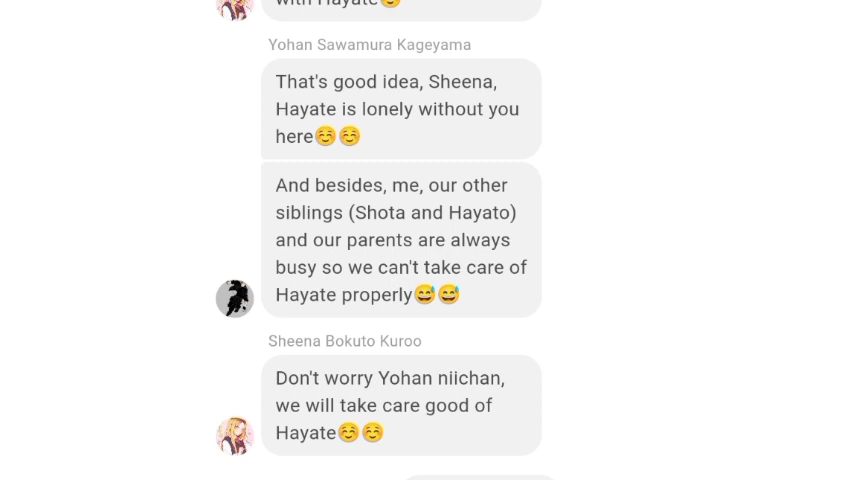 with Hayate☺️
Yohan Sawamura Kageyama
That's good idea, Sheena,
Hayate is lonely without you
here☺️☺️
And besides, me, our other
siblings (Shota and Hayato)
and our parents are always
busy so we can't take care of
Hayate properly😅😅
Sheena Bokuto Kuroo
Don't worry Yohan niichan,
we will take care good of
Hayate☺️☺️